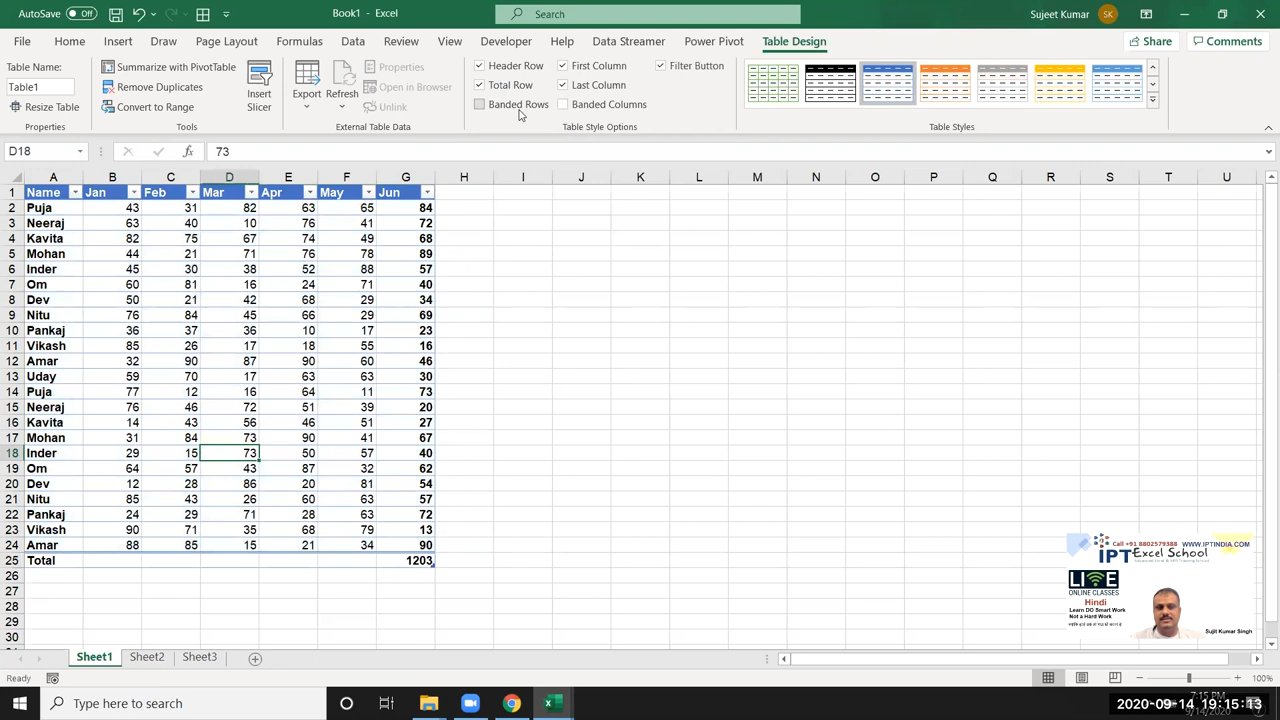 AutoSave Off Book1 - Excel Search Sujeet Kumar SK
File Home Insert Draw Page Layout Formulas Data Review View Developer Help Data Streamer Power Pivot Table Design Share Comments
Table Name: Summarize with PivotTable Properties Header Row First Column Filter Button
Table1 Remove Duplicates Insert Slicer Export Refresh Open in Browser Total Row Last Column
Resize Table Convert to Range Unlink Banded Rows Banded Columns
Properties Tools External Table Data Table Style Options Table Styles
D18 fx 73
A B C D E F G H I J K L M N O P Q R S T U
1 Name Jan Feb Mar Apr May Jun
2 Puja 43 31 82 63 65 84
3 Neeraj 63 40 10 76 41 72
4 Kavita 82 75 67 74 49 68
5 Mohan 44 21 71 76 78 89
6 Inder 45 30 38 52 88 57
7 Om 60 81 16 24 71 40
8 Dev 50 21 42 68 29 34
9 Nitu 76 84 45 66 29 69
10 Pankaj 36 37 36 10 17 23
11 Vikash 85 26 17 18 55 16
12 Amar 32 90 87 90 60 46
13 Uday 59 70 17 63 63 30
14 Puja 77 12 16 64 11 73
15 Neeraj 76 46 72 51 39 20
16 Kavita 14 43 56 46 51 27
17 Mohan 31 84 73 90 41 67
18 Inder 29 15 73 50 57 40
19 Om 64 57 43 87 32 62
20 Dev 12 28 86 20 81 54
21 Nitu 85 43 26 60 63 57
22 Pankaj 24 29 71 28 63 72
23 Vikash 90 71 35 68 79 13
24 Amar 88 85 15 21 34 90
25 Total 1203
26
27
28
29
30
Call +91 8802579388 WWW.IPTINDIA.COM
IPT Excel School
LIVE
ONLINE CLASSES
Hindi
Learn DO Smart Work
Not a Hard Work
Sujit Kumar Singh
Sheet1 Sheet2 Sheet3
Ready 100%
Type here to search
7:15 PM
2020-09-14 19:15:13
9/14/2020